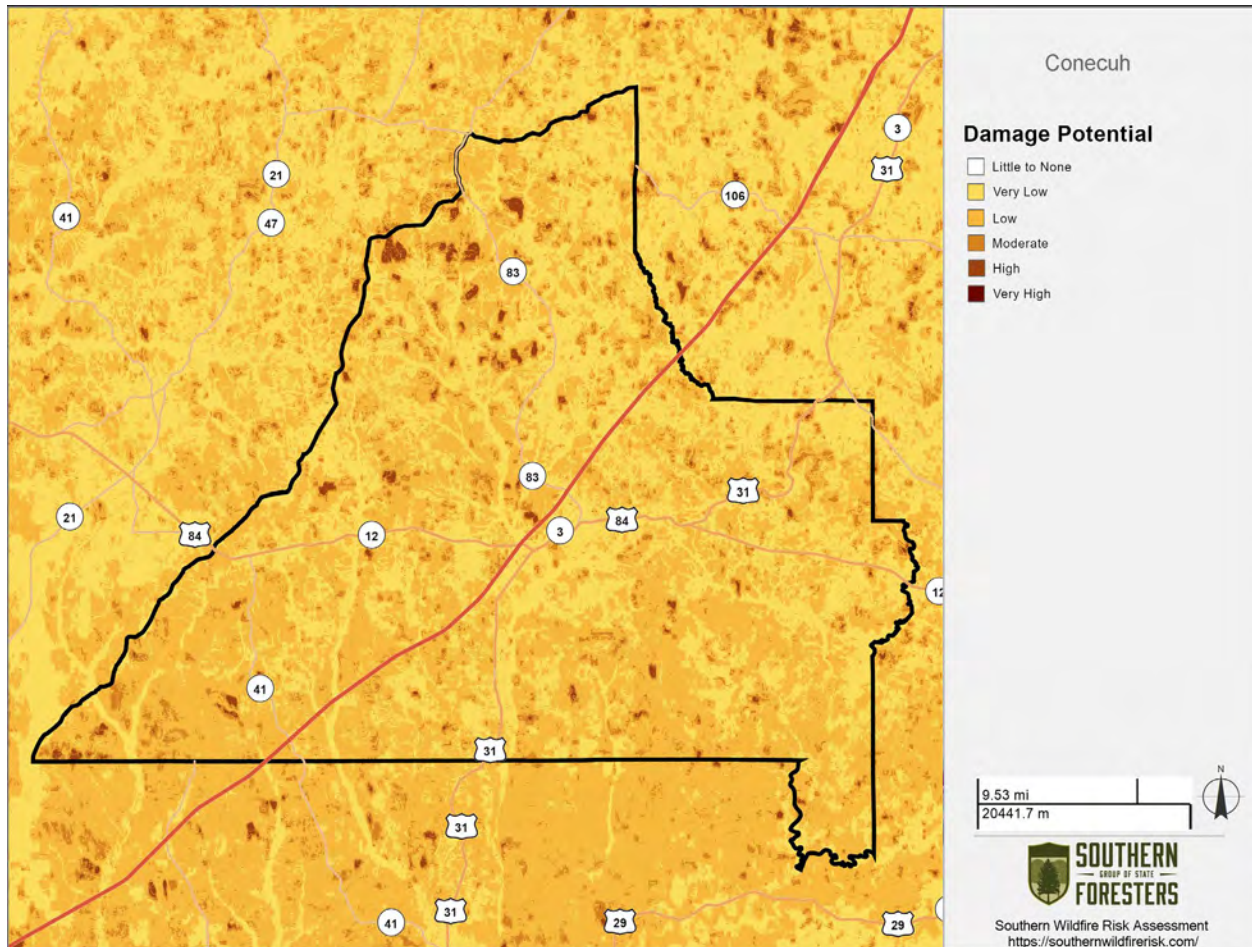 Conecuh
Damage Potential
Little to None
Very Low
Low
Moderate
High
Very High
3
31
21
41
106
47
83
83
31
21
84
12
3
84
12
41
31
31
41
31
29
29
N
9.53 mi
20441.7 m
SOUTHERN
GROUP OF STATE
FORESTERS
Southern Wildfire Risk Assessment
https://southernwildfirerisk.com/